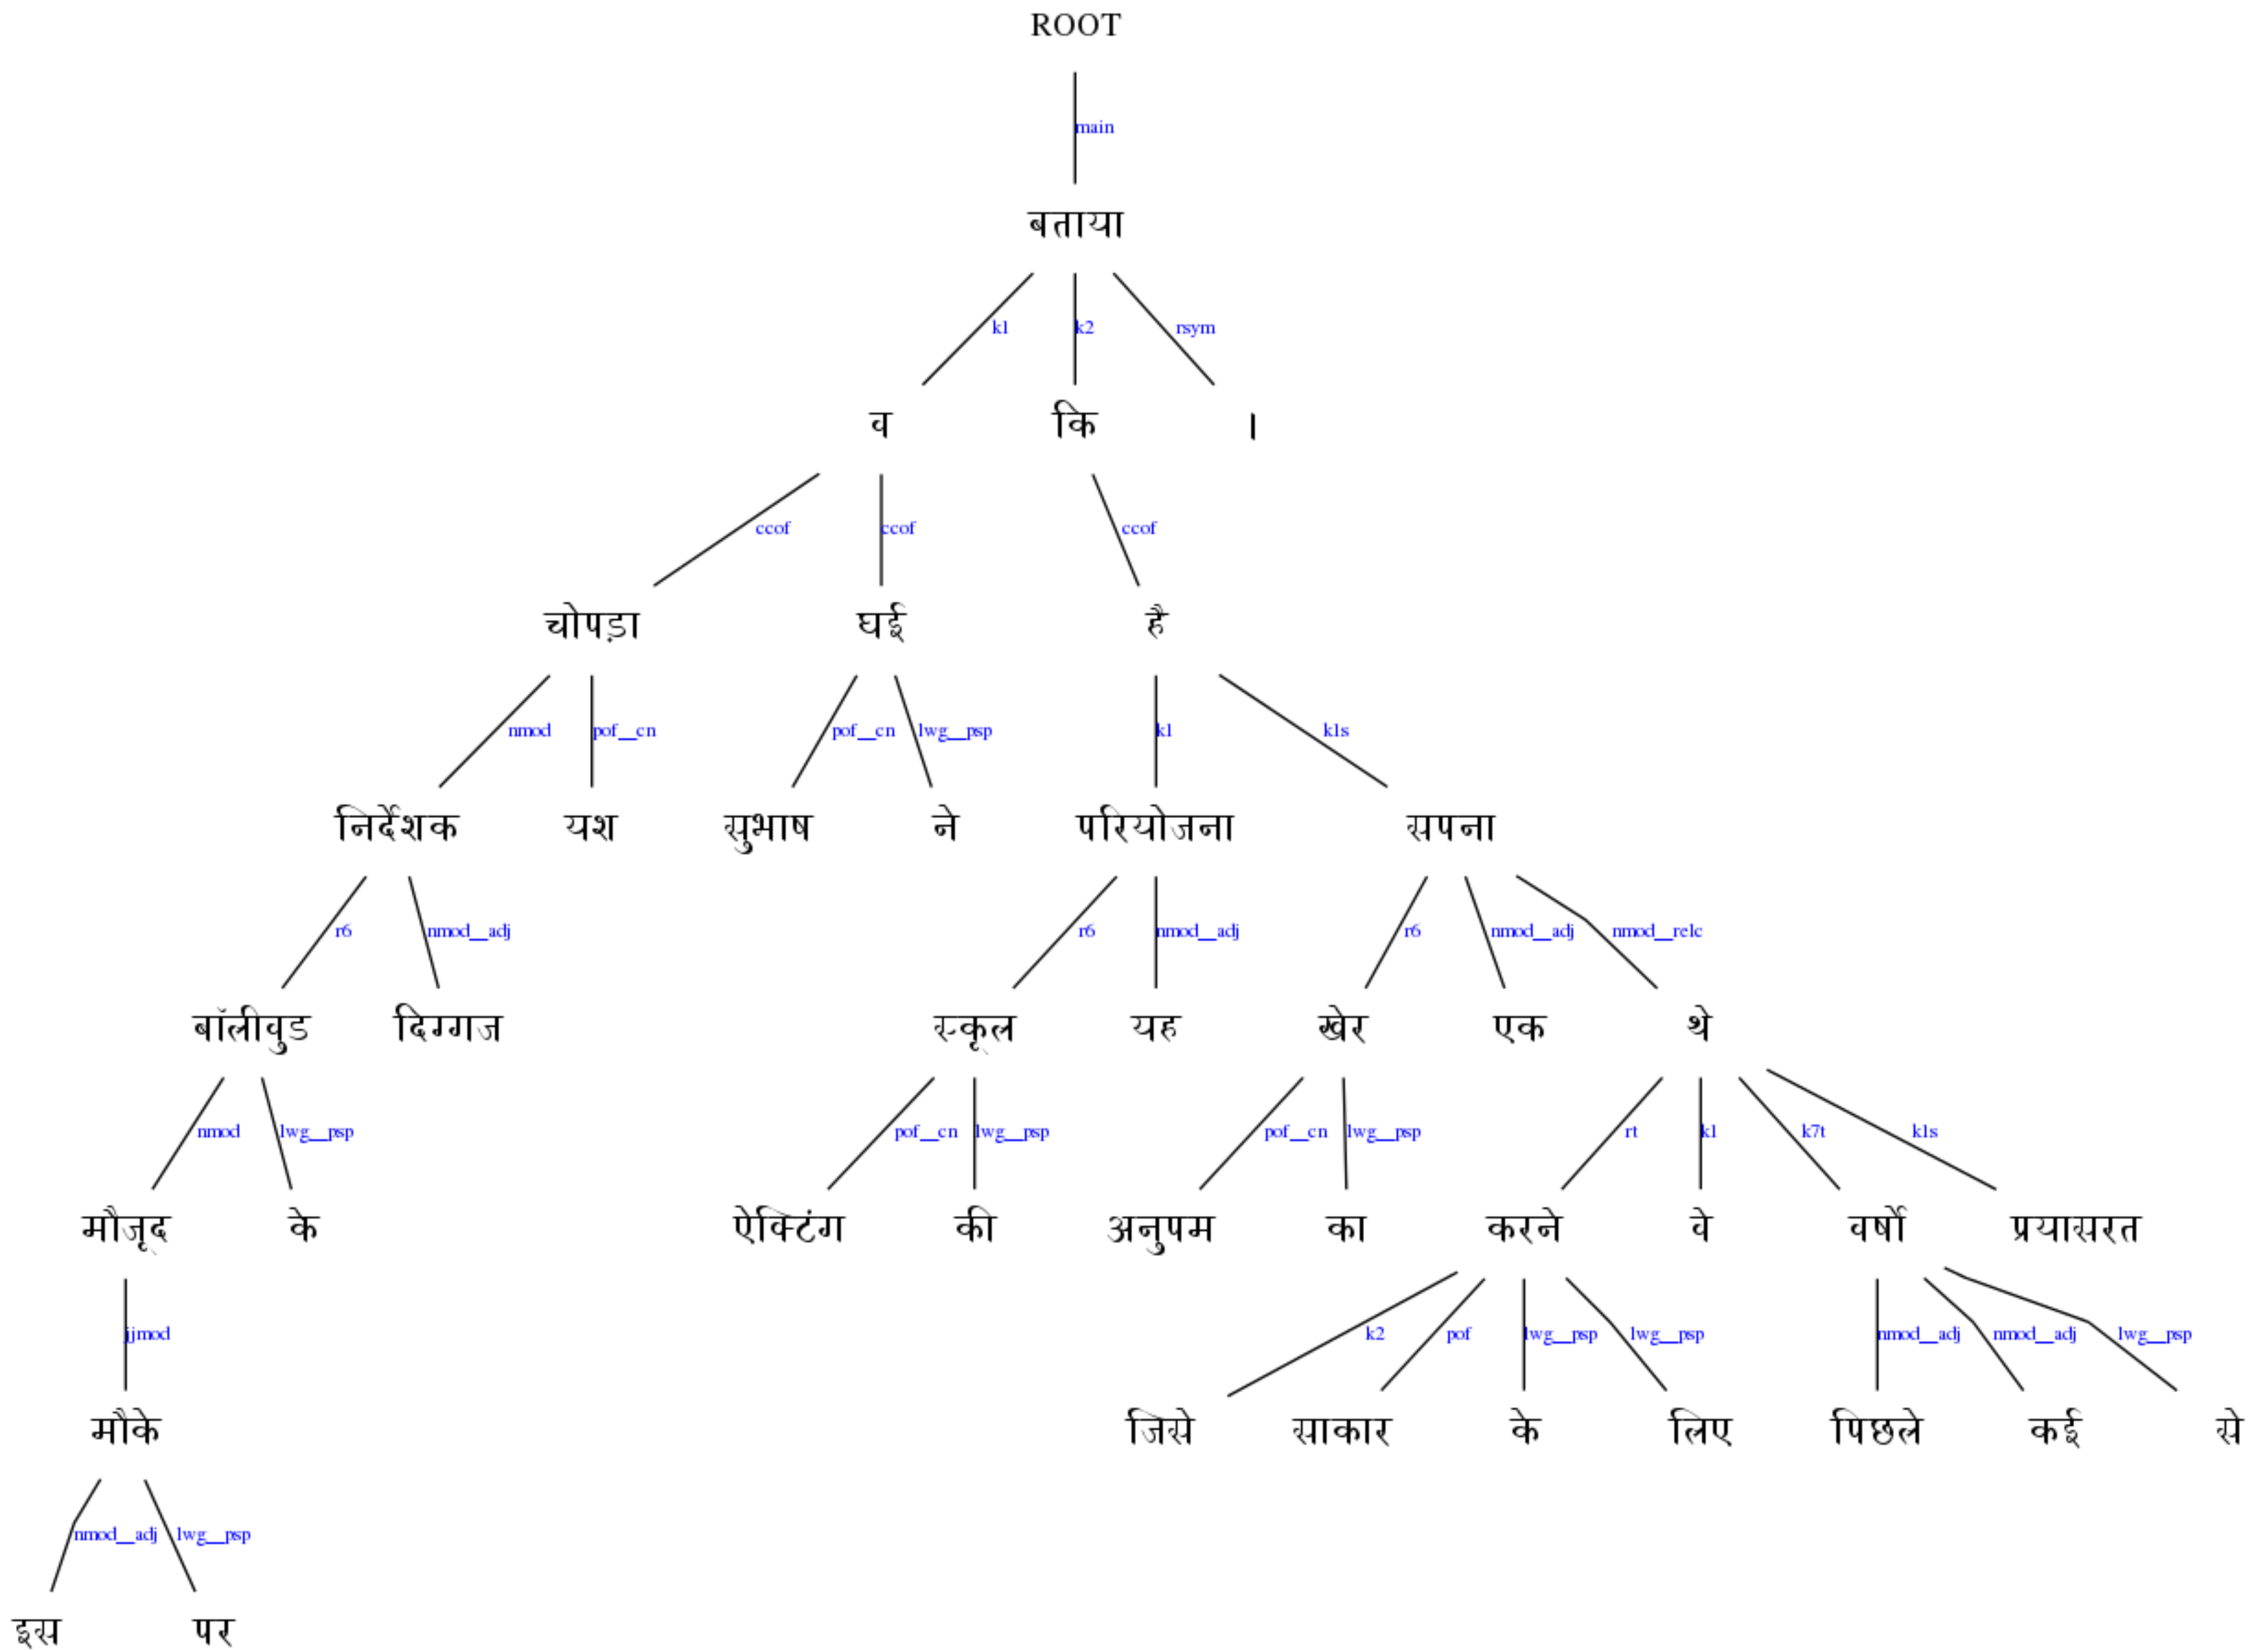 ROOT
main
बताया
k1 k2 rsym
व कि ।
ccof ccof ccof
चोपड़ा घई है
nmod pof__cn pof__cn lwg__psp k1 k1s
निर्देशक यश सुभाष ने परियोजना सपना
r6 nmod__adj r6 nmod__adj r6 nmod__adj nmod__relc
बॉलीवुड दिग्गज स्कूल यह खेर एक थे
nmod lwg__psp pof__cn lwg__psp pof__cn lwg__psp rt k1 k7t k1s
मौजूद के ऐक्टिंग की अनुपम का करने वे वर्षों प्रयासरत
jjmod k2 pof lwg__psp lwg__psp nmod__adj nmod__adj lwg__psp
मौके जिसे साकार के लिए पिछले कई से
nmod__adj lwg__psp
इस पर